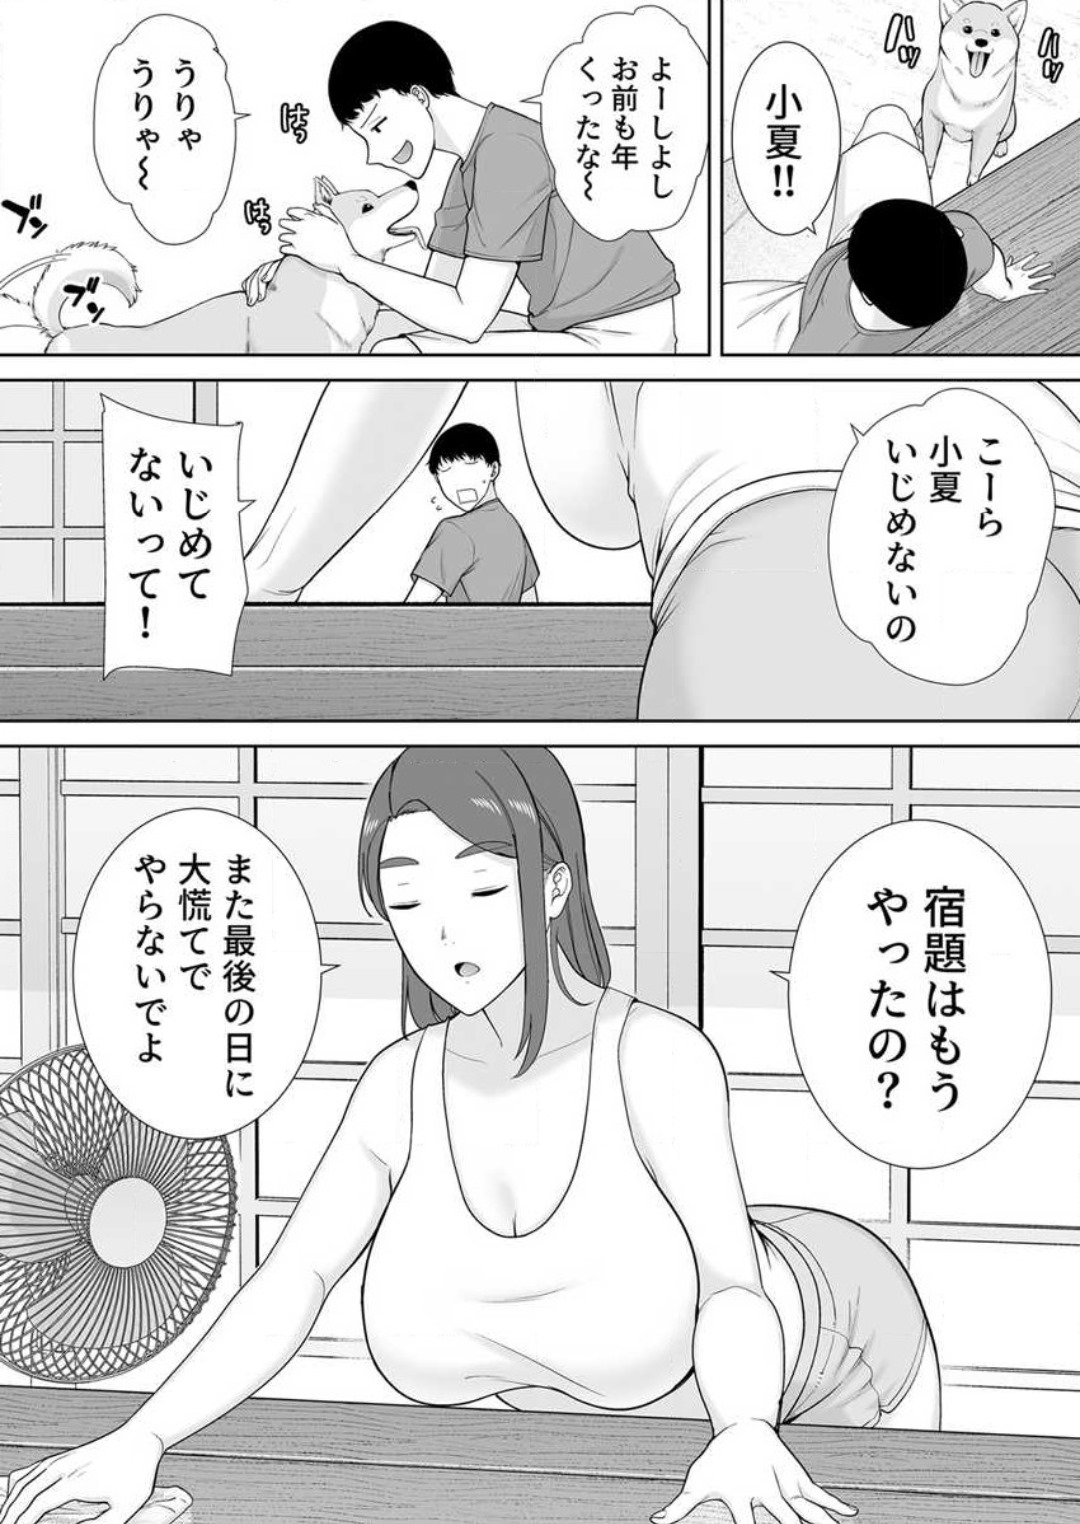 小夏!!
ハッ
ハッ
よーしよし
お前も年
くったな〜
はっ
はっ
うりゃ
うりゃ〜
ブン
ブン
こーら
小夏
いじめないの
いじめて
ないって!
宿題はもう
やったの?
また最後の日に
大慌てで
やらないでよ